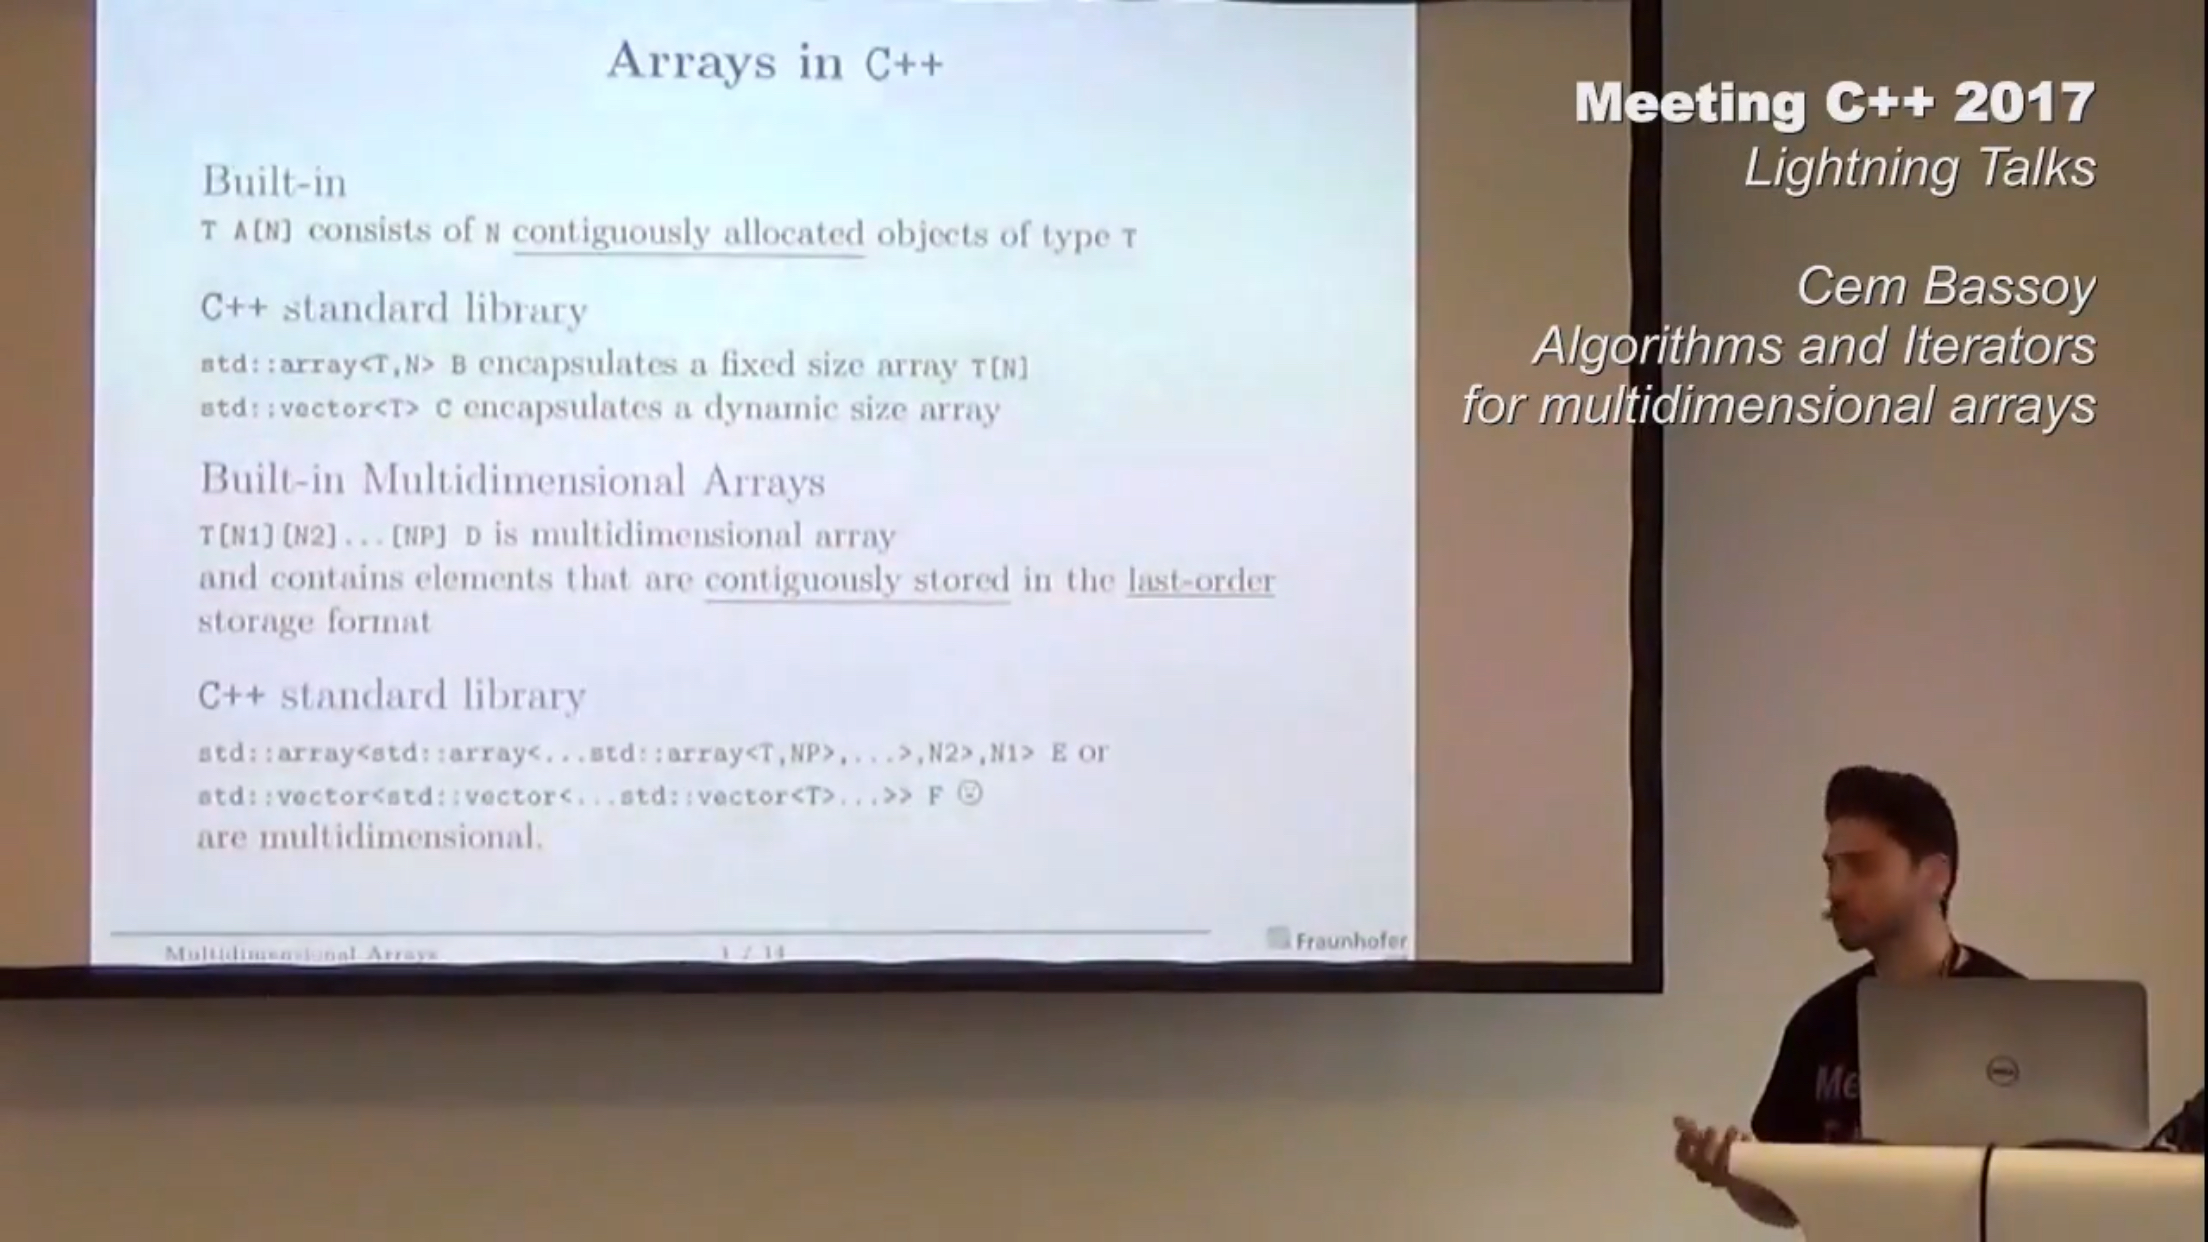 Arrays in C++
Built-in
T A[N] consists of N contiguously allocated objects of type T
C++ standard library
std::array<T,N> B encapsulates a fixed size array T[N]
std::vector<T> C encapsulates a dynamic size array
Built-in Multidimensional Arrays
T[N1][N2]...[NP] D is multidimensional array
and contains elements that are contiguously stored in the last-order
storage format
C++ standard library
std::array<std::array<...std::array<T,NP>,...>,N2>,N1> E or
std::vector<std::vector<...std::vector<T>...>> F ☹
are multidimensional.
Multidimensional Arrays
1 / 14
Fraunhofer
Meeting C++ 2017
Lightning Talks
Cem Bassoy
Algorithms and Iterators
for multidimensional arrays
Me
DELL